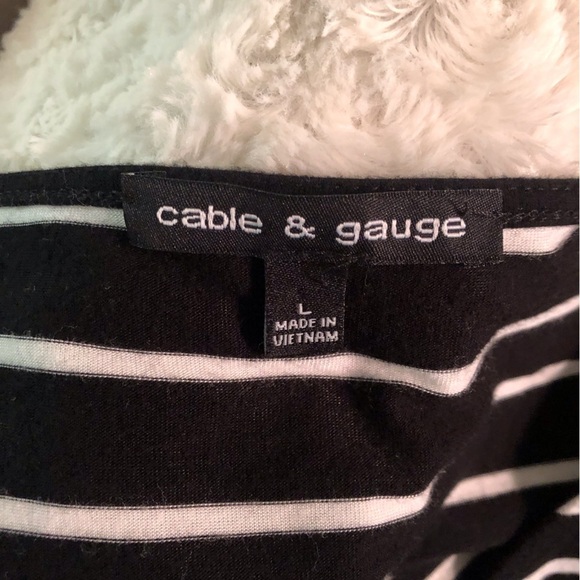 cable & gauge
L
MADE IN
VIETNAM